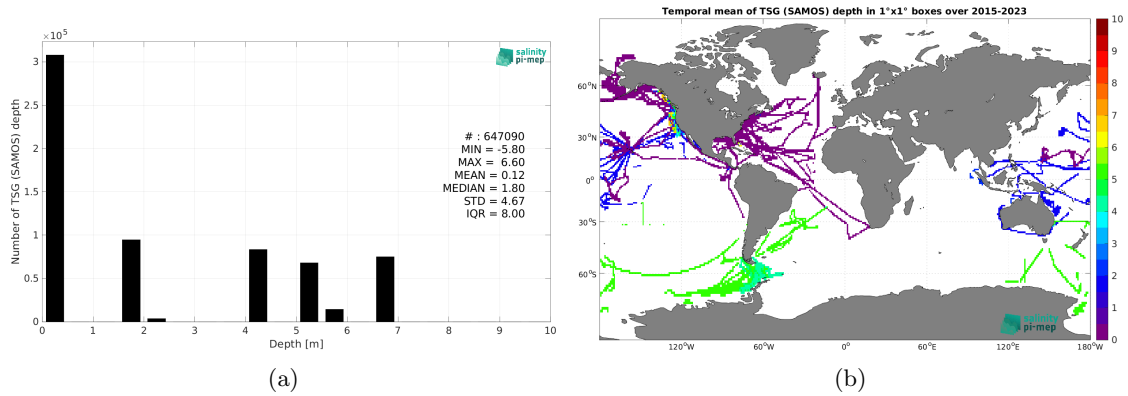 ×10⁵
3
2.5
2
1.5
1
0.5
0
Number of TSG (SAMOS) depth
salinity
pi-mep
# : 647090
MIN = -5.80
MAX = 6.60
MEAN = 0.12
MEDIAN = 1.80
STD = 4.67
IQR = 8.00
0 1 2 3 4 5 6 7 8 9 10
Depth [m]
(a)
Temporal mean of TSG (SAMOS) depth in 1°x1° boxes over 2015-2023
60°N
30°N
0°
30°S
60°S
120°W 60°W 0° 60°E 120°E 180°W
salinity
pi-mep
10
9
8
7
6
5
4
3
2
1
0
(b)